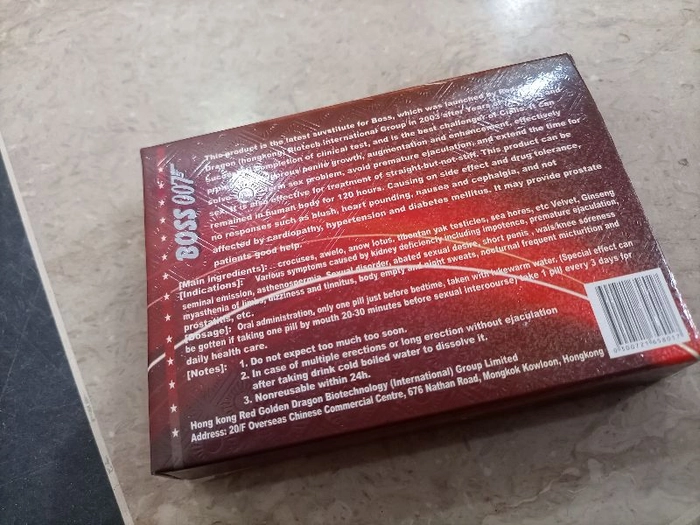 BOSS 007
This product is the latest suvstitute for Boss, which was launched by
Dragon (hongkong) Biotech International Group in 2003 after years
completion of clinical test, and is the best challenger of It can
penile growth, augmentation and enhancement, effectively
sex problem, avoid premature ejaculation, and extend the time for
sex. It is also effective for treatment of straight-but-not-stiff. This product can be
remained in human body for 120 hours. Causing on side effect and drug tolerance,
no responses such as blush, heart pounding, nausea and cephalgia, and not
affected by cardiopathy, hypertension and diabetes mellitus. It may provide prostate
patients good help.
[Main ingredients]: crocuses, awelo, anow lotus, tibentan yak testicles, sea hores, etc Velvet, Ginseng
[Indications]: Various symptoms caused by kidney deficiency including impotence, premature ejaculation,
seminal emission, asthenospermia, Sexual disorder, abated sexual desire, short penis, wais/knee soreness
myasthenia of limbs, dizziness and tinnitus, body empty and night sweats, nocturnal frequent micturition and
prostatitis, etc.
[Dosage]: Oral administration, only one pill just before bedtime, taken with lukewarm water. (Special effect can
be gotten if taking one pill by mouth 20-30 minutes before sexual interoourse) take 1 pill every 3 days for
daily health care.
[Notes]: 1. Do not expect too much too soon.
2. In case of multiple erections or long erection without ejaculation
after taking drink cold boiled water to dissolve it.
3. Nonreusable within 24h.
Hong kong Red Golden Dragon Biotechnology (International) Group Limited
Address: 20/F Overseas Chinese Commercial Centre, 676 Nathan Road, Mongkok Kowloon, Hongkong